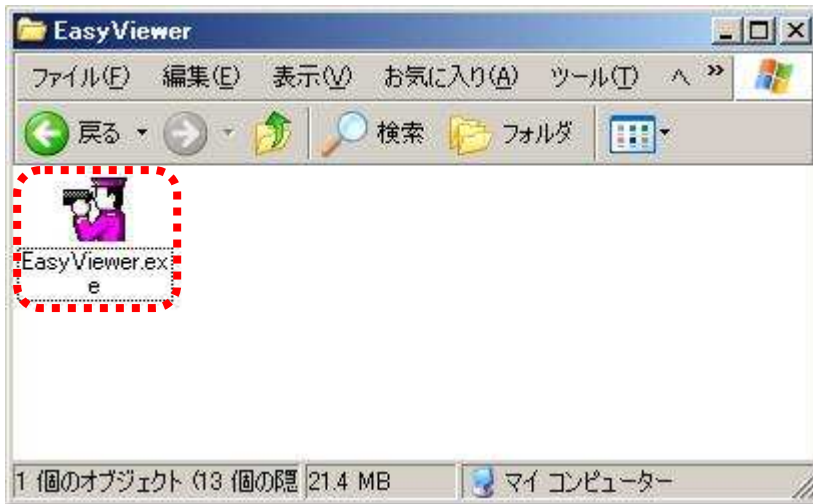 EasyViewer
ファイル(F) 編集(E) 表示(V) お気に入り(A) ツール(T) ヘ »
戻る 検索 フォルダ
EasyViewer.ex
e
1 個のオブジェクト (13 個の隠 21.4 MB マイ コンピューター